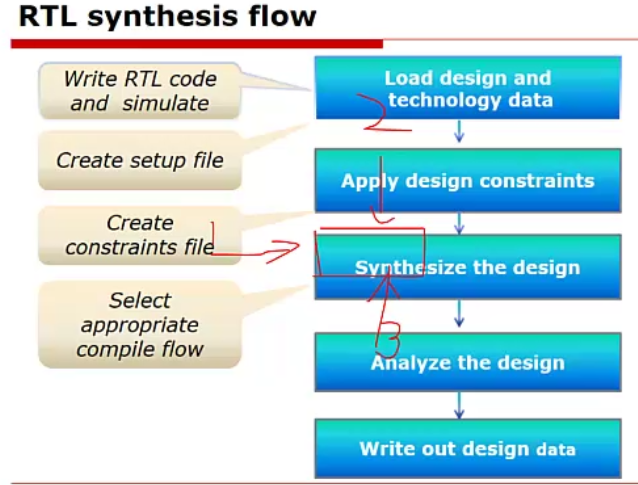 RTL synthesis flow
Write RTL code
and simulate
Create setup file
Create
constraints file
Select
appropriate
compile flow
Load design and
technology data
2
Apply design constraints
1
Synthesize the design
3
Analyze the design
Write out design data